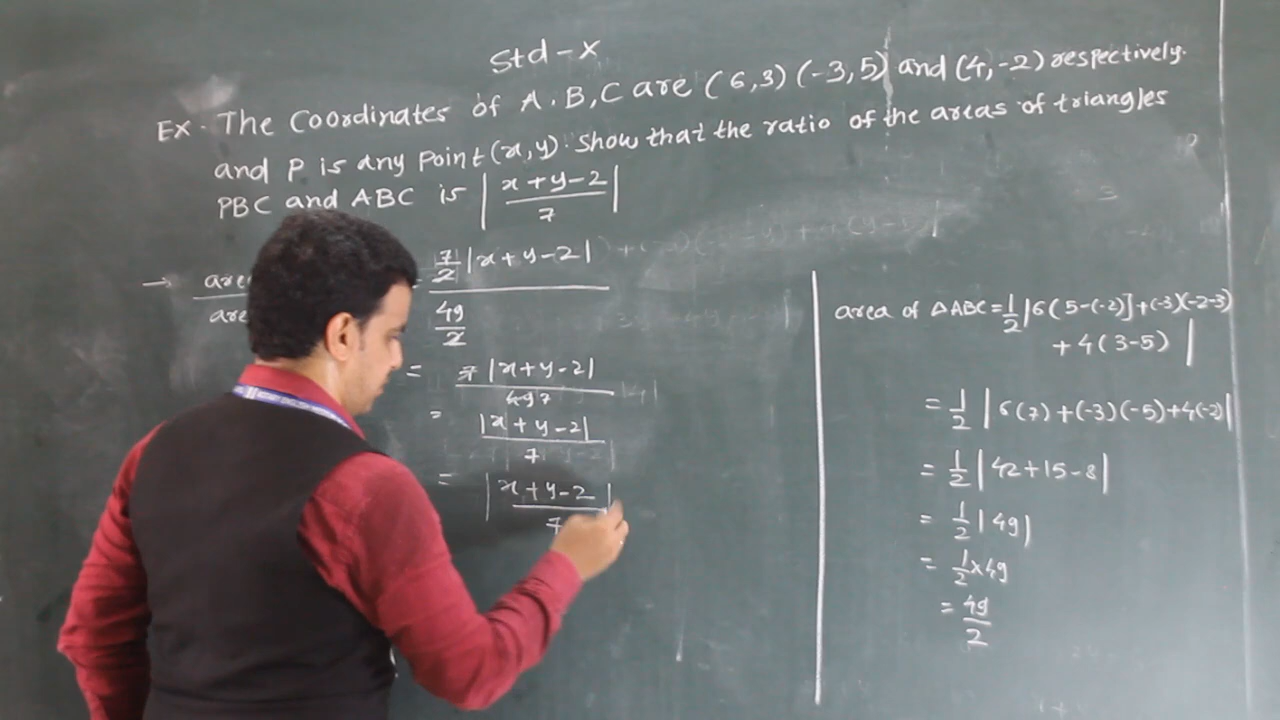 Std - X
Ex. The coordinates of A, B, C are (6,3) (-3,5) and (4,-2) respectively.
and P is any point (x,y). Show that the ratio of the areas of triangles
PBC and ABC is | x+y-2 / 7 |
→ are = 7/2 |x+y-2|
are 49/2
= 7 |x+y-2| / 49 7
= |x+y-2| / 7
= | x+y-2 / 7 |
area of ΔABC = 1/2 |6(5-(-2)]+(-3)(-2-3)
+ 4(3-5) |
= 1/2 | 6(7) +(-3)(-5)+4(-2)|
= 1/2 | 42+15-8|
= 1/2 | 49|
= 1/2 × 49
= 49/2